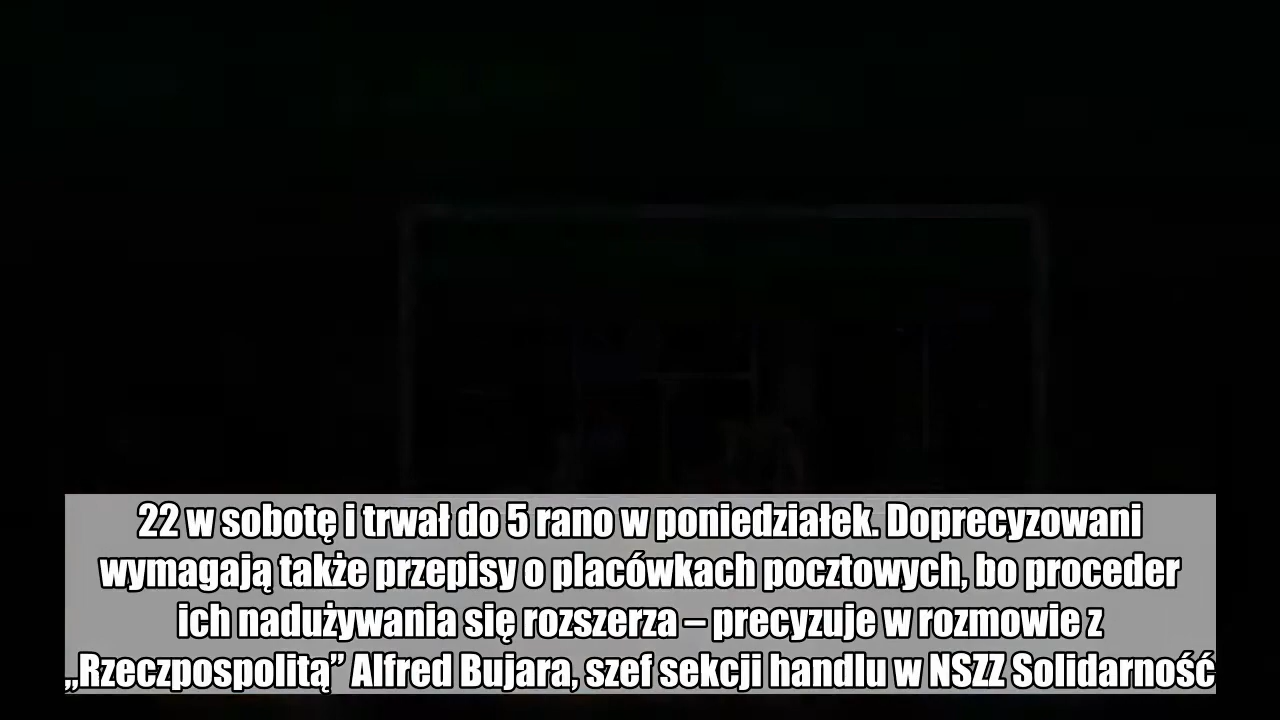 22 w sobotę i trwał do 5 rano w poniedziałek. Doprecyzowani
wymagają także przepisy o placówkach pocztowych, bo proceder
ich nadużywania się rozszerza – precyzuje w rozmowie z
„Rzeczpospolitą” Alfred Bujara, szef sekcji handlu w NSZZ Solidarność